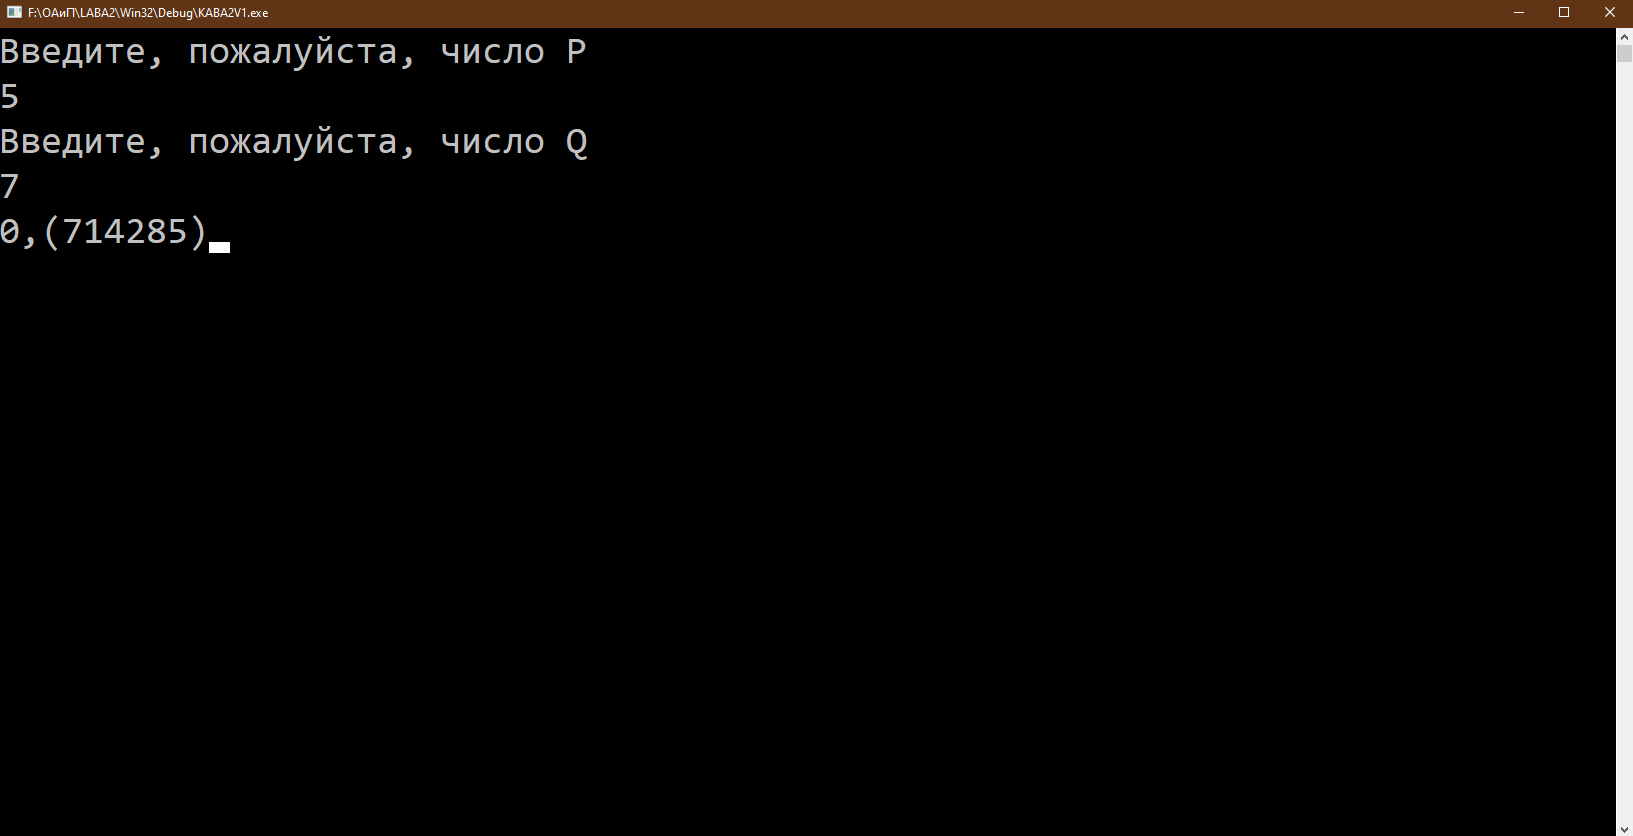 F:\ОАиП\LABA2\Win32\Debug\KABA2V1.exe
Введите, пожалуйста, число P
5
Введите, пожалуйста, число Q
7
0,(714285)